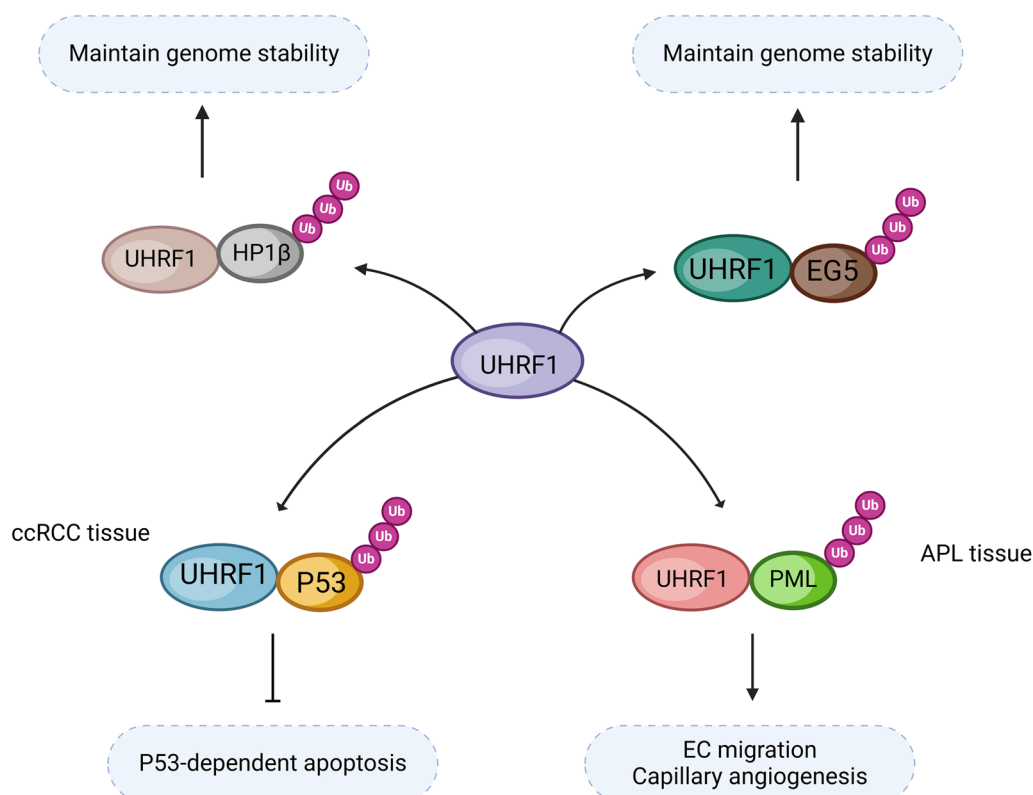 Maintain genome stability
Maintain genome stability
Ub
Ub
Ub
UHRF1
HP1β
Ub
Ub
Ub
UHRF1
EG5
UHRF1
ccRCC tissue
Ub
Ub
Ub
UHRF1
P53
Ub
Ub
Ub
UHRF1
PML
APL tissue
P53-dependent apoptosis
EC migration
Capillary angiogenesis